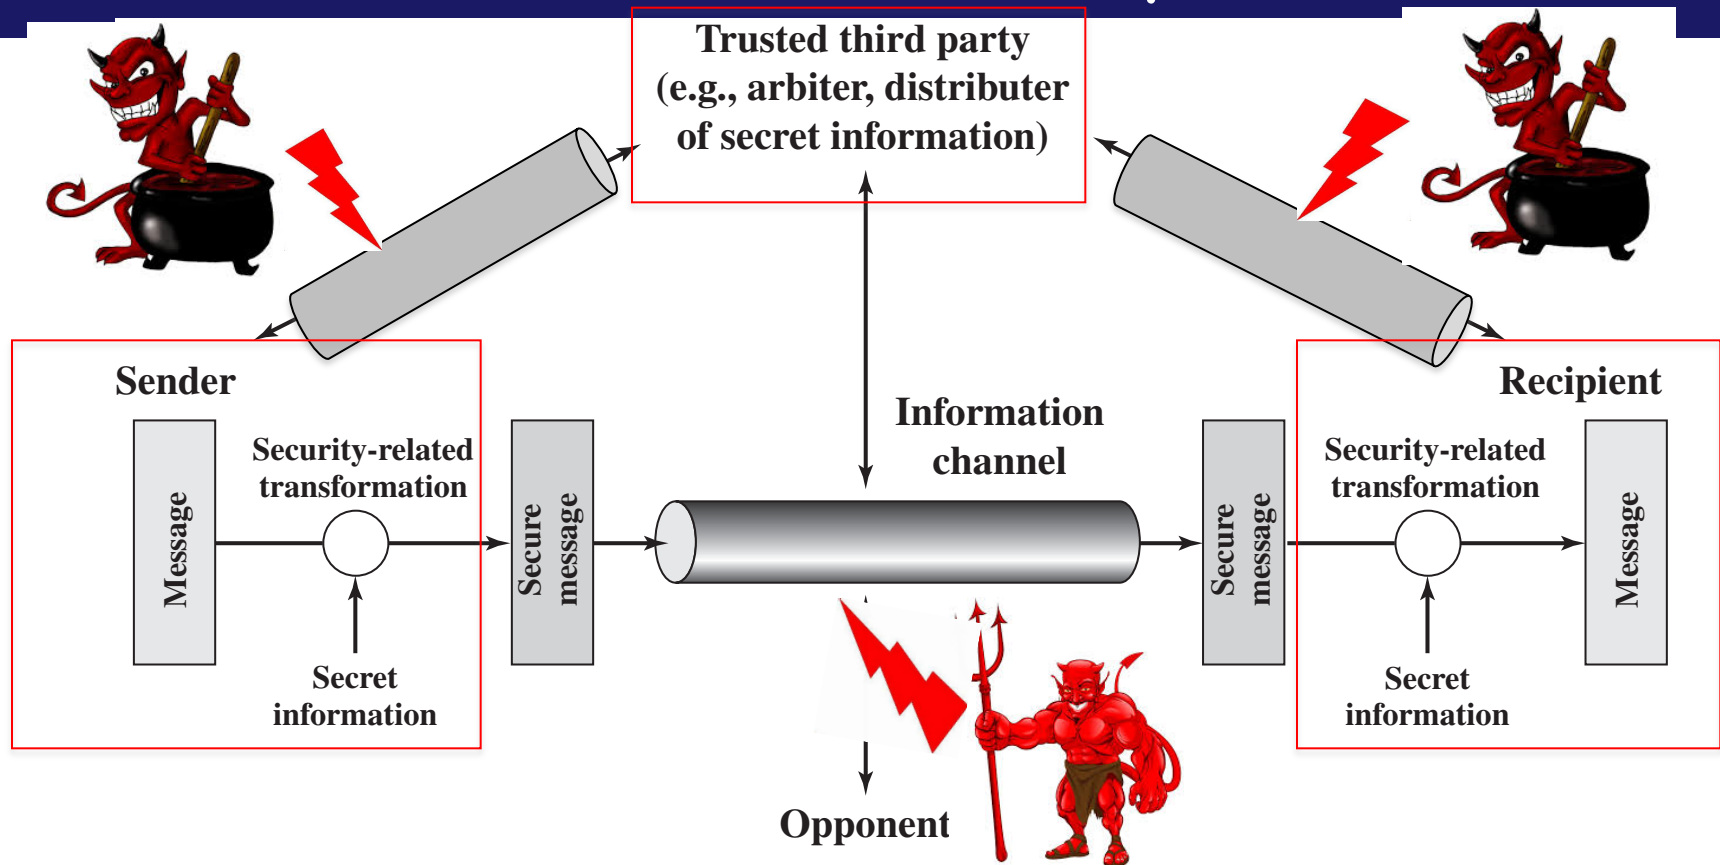 Trusted third party
(e.g., arbiter, distributer
of secret information)
Sender
Recipient
Information
channel
Security-related
transformation
Security-related
transformation
Message
Secure
message
Secure
message
Message
Secret
information
Secret
information
Opponent